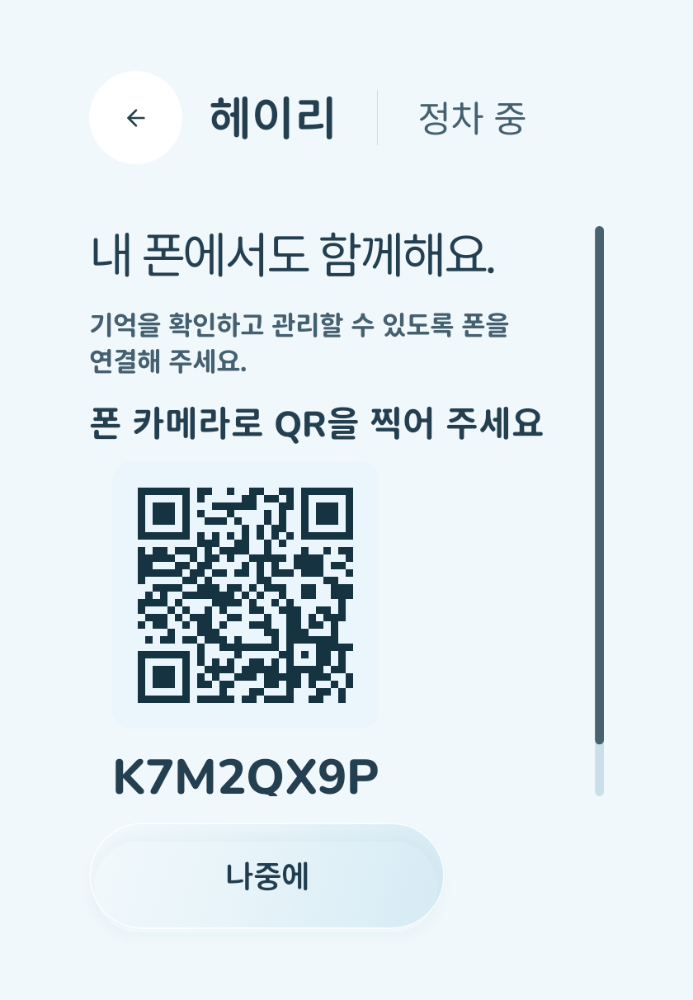 헤이리
정차 중
내 폰에서도 함께해요.
기억을 확인하고 관리할 수 있도록 폰을
연결해 주세요.
폰 카메라로 QR을 찍어 주세요
K7M2QX9P
나중에